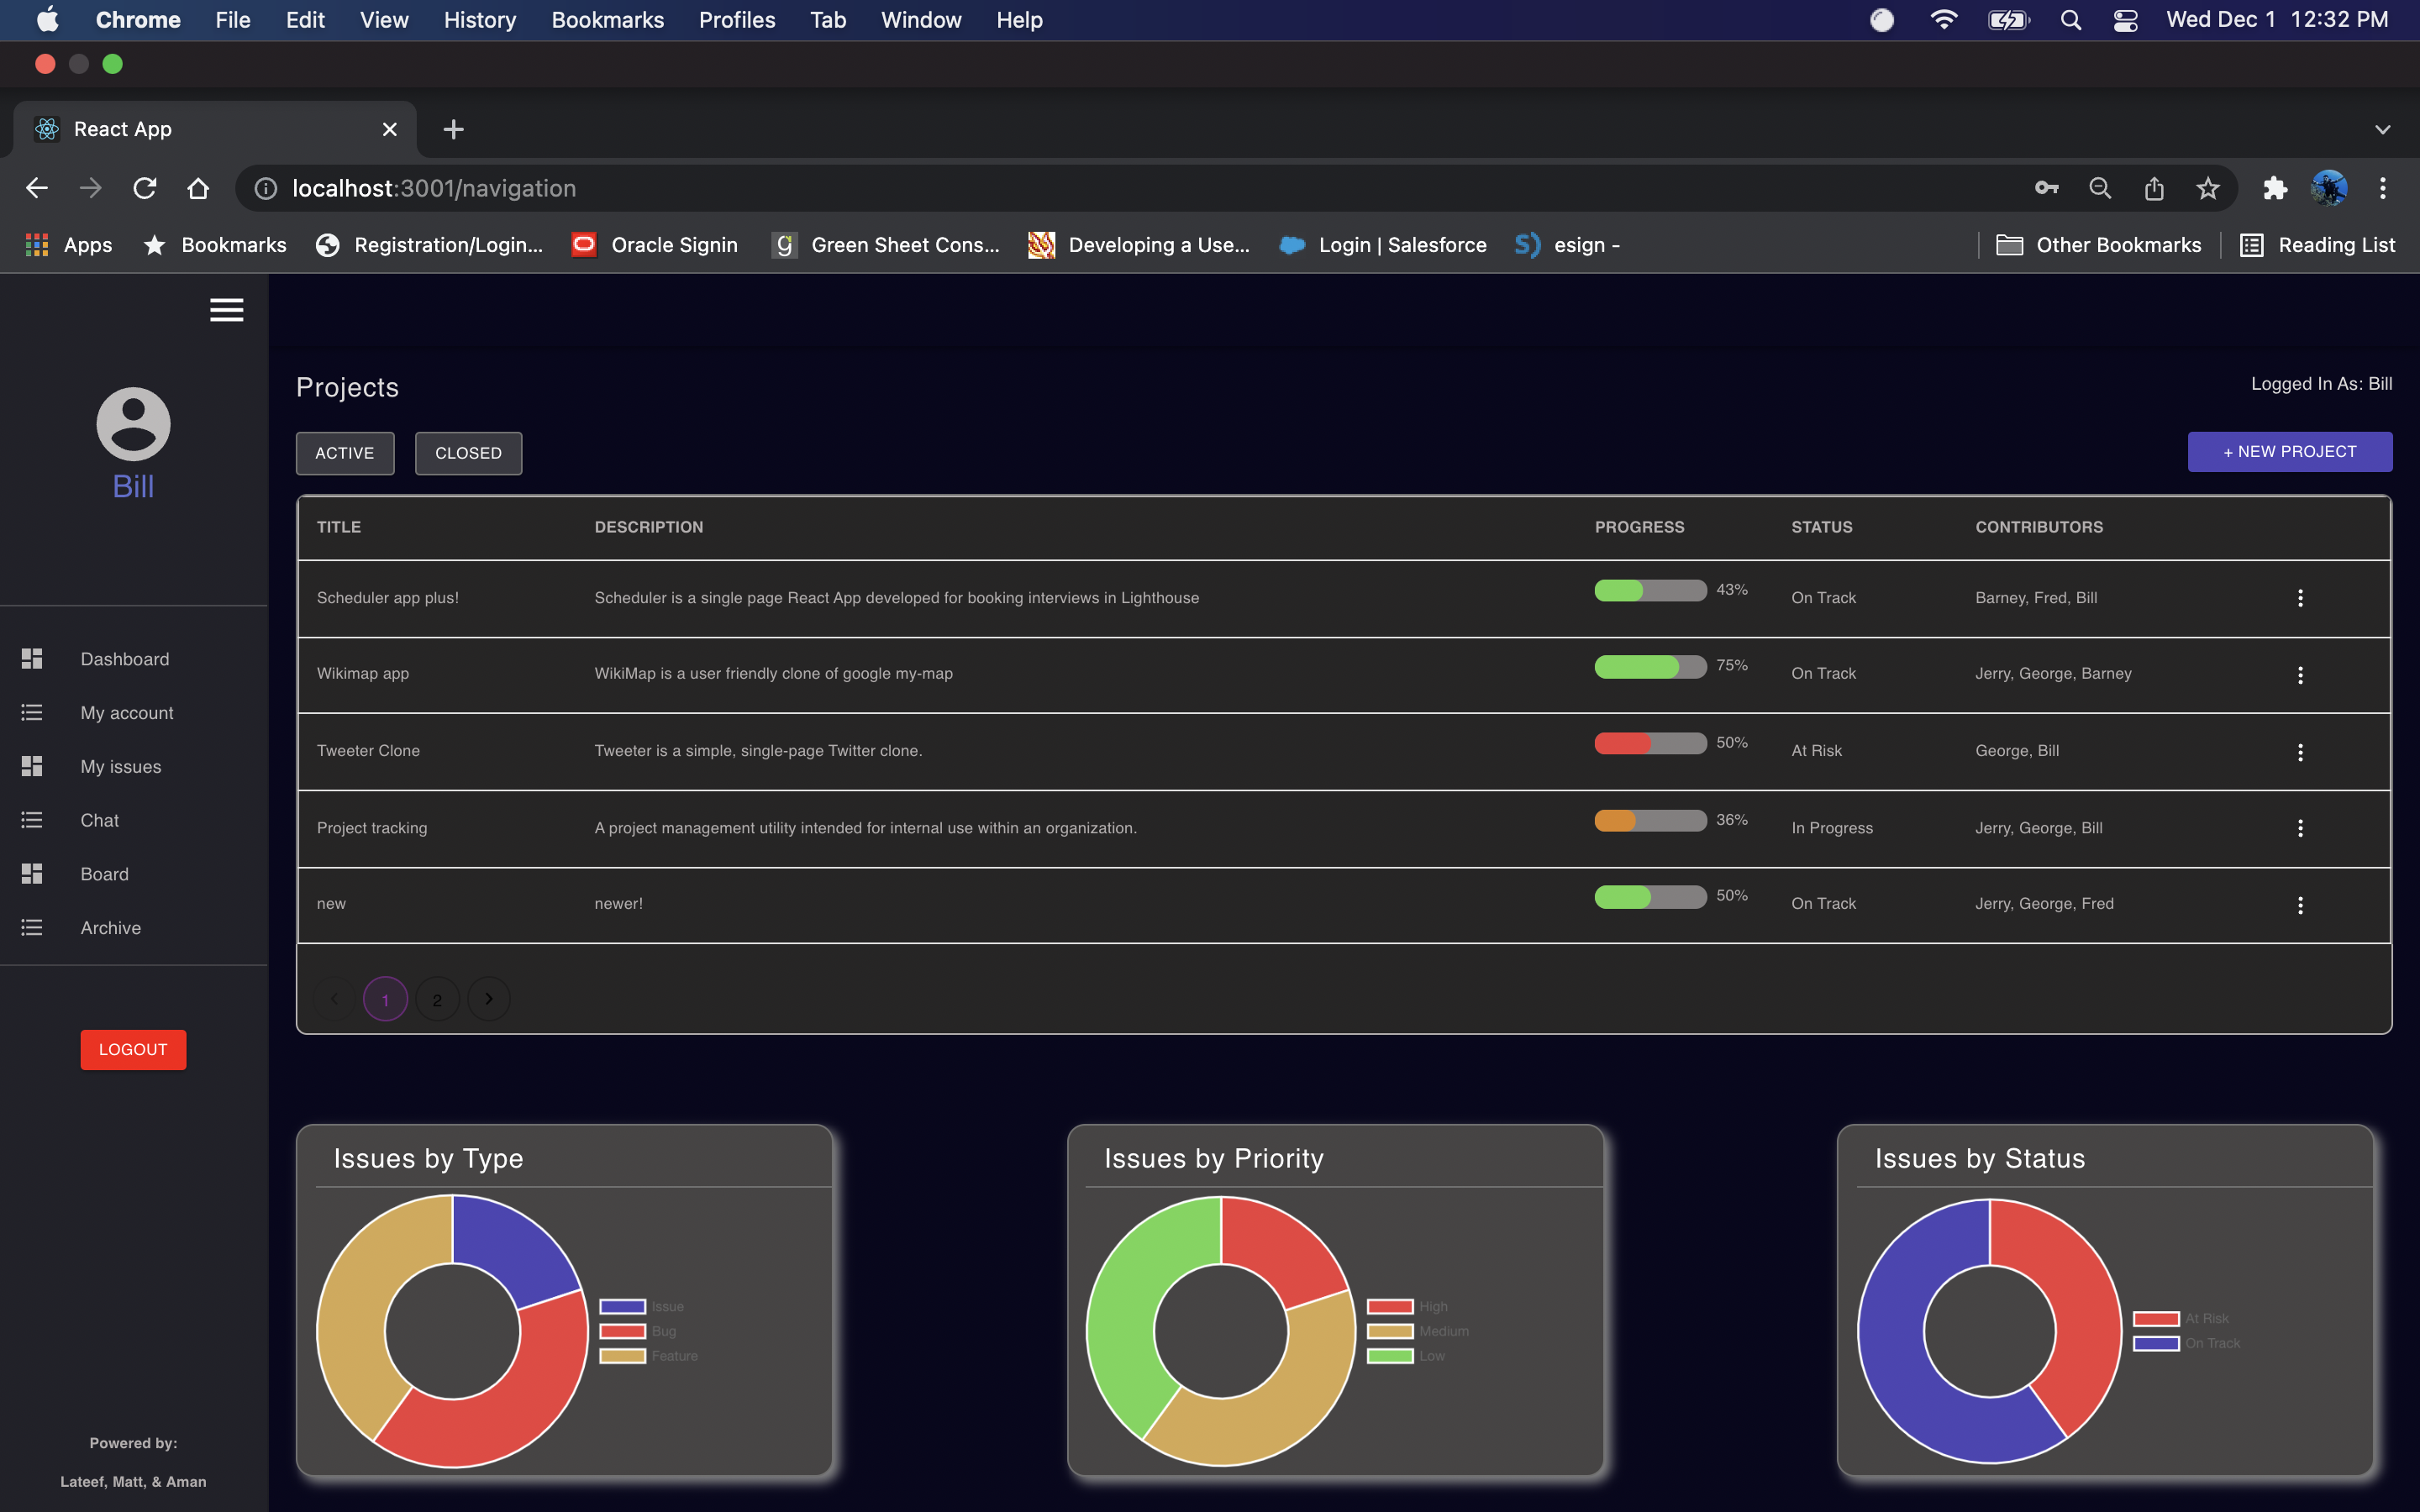 Chrome File Edit View History Bookmarks Profiles Tab Window Help Wed Dec 1 12:32 PM
React App
localhost:3001/navigation
Apps Bookmarks Registration/Login... Oracle Signin Green Sheet Cons... Developing a Use... Login | Salesforce esign - Other Bookmarks Reading List
Projects
Logged In As: Bill
Bill
ACTIVE CLOSED + NEW PROJECT
TITLE DESCRIPTION PROGRESS STATUS CONTRIBUTORS
Scheduler app plus! Scheduler is a single page React App developed for booking interviews in Lighthouse 43% On Track Barney, Fred, Bill
Wikimap app WikiMap is a user friendly clone of google my-map 75% On Track Jerry, George, Barney
Tweeter Clone Tweeter is a simple, single-page Twitter clone. 50% At Risk George, Bill
Project tracking A project management utility intended for internal use within an organization. 36% In Progress Jerry, George, Bill
new newer! 50% On Track Jerry, George, Fred
1 2
Dashboard
My account
My issues
Chat
Board
Archive
LOGOUT
Powered by:
Lateef, Matt, & Aman
Issues by Type
Issue
Bug
Feature
Issues by Priority
High
Medium
Low
Issues by Status
At Risk
On Track